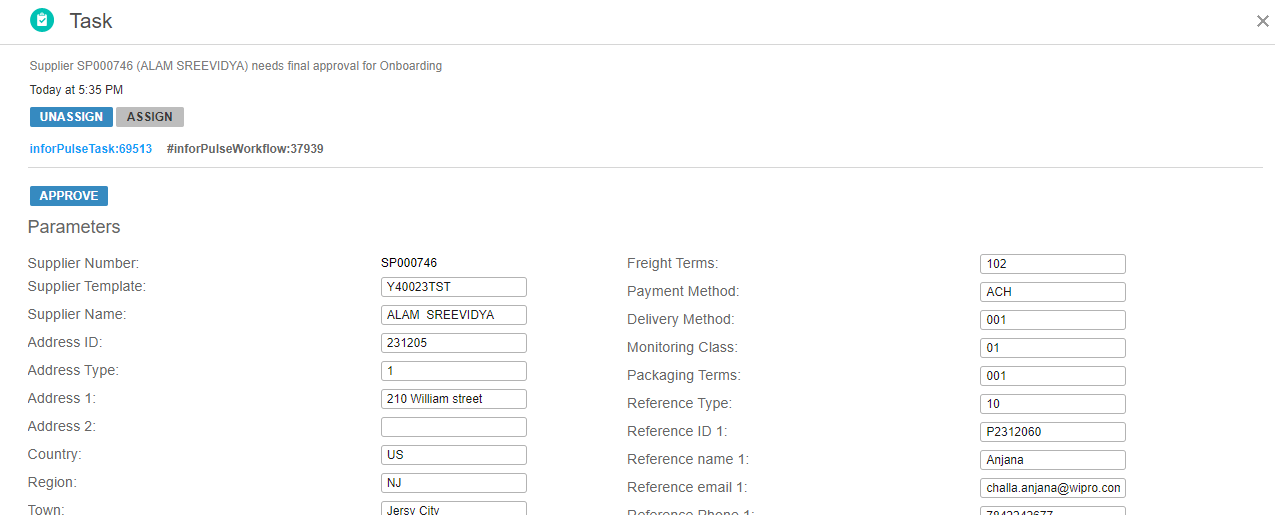 Task
Supplier SP000746 (ALAM SREEVIDYA) needs final approval for Onboarding
Today at 5:35 PM
UNASSIGN ASSIGN
inforPulseTask:69513 #inforPulseWorkflow:37939
APPROVE
Parameters
Supplier Number: SP000746
Supplier Template: Y40023TST
Supplier Name: ALAM SREEVIDYA
Address ID: 231205
Address Type: 1
Address 1: 210 William street
Address 2:
Country: US
Region: NJ
Town: Jersy City
Freight Terms: 102
Payment Method: ACH
Delivery Method: 001
Monitoring Class: 01
Packaging Terms: 001
Reference Type: 10
Reference ID 1: P2312060
Reference name 1: Anjana
Reference email 1: challa.anjana@wipro.con
Reference Phone 1: 7842242677